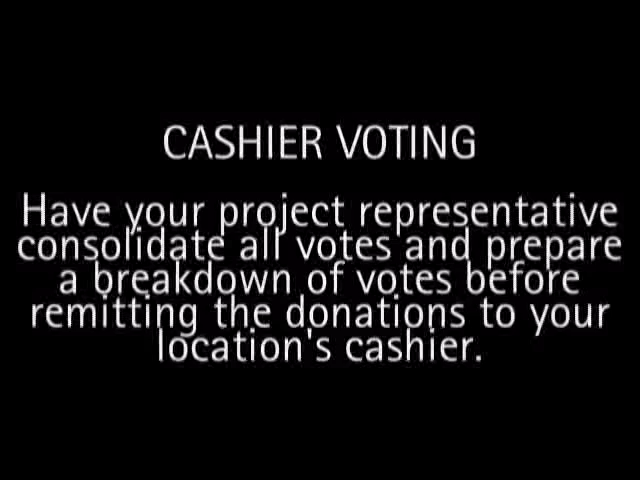 CASHIER VOTING
Have your project representative
consolidate all votes and prepare
a breakdown of votes before
remitting the donations to your
location's cashier.